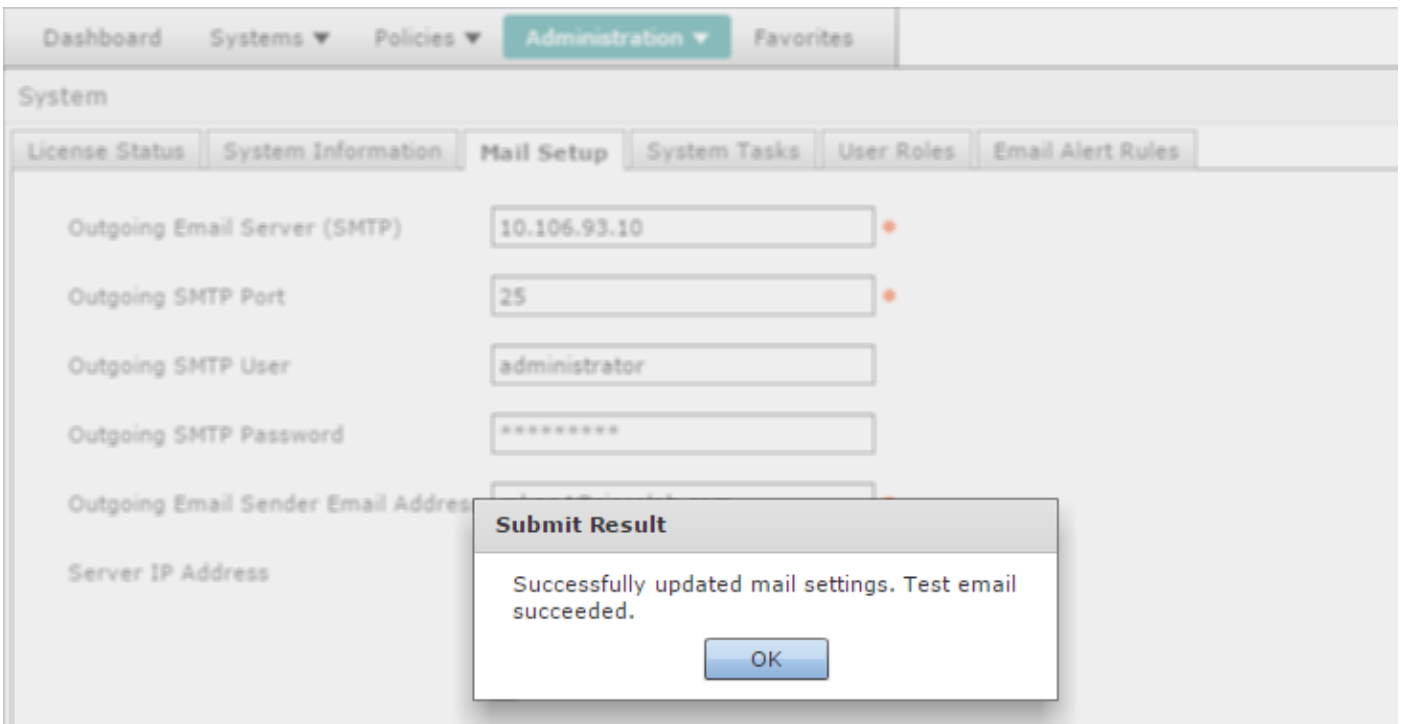 Dashboard Systems ▼ Policies ▼ Administration ▼ Favorites
System
License Status System Information Mail Setup System Tasks User Roles Email Alert Rules
Outgoing Email Server (SMTP) 10.106.93.10
Outgoing SMTP Port 25
Outgoing SMTP User administrator
Outgoing SMTP Password *********
Outgoing Email Sender Email Addres
Submit Result
Server IP Address
Successfully updated mail settings. Test email
succeeded.
OK